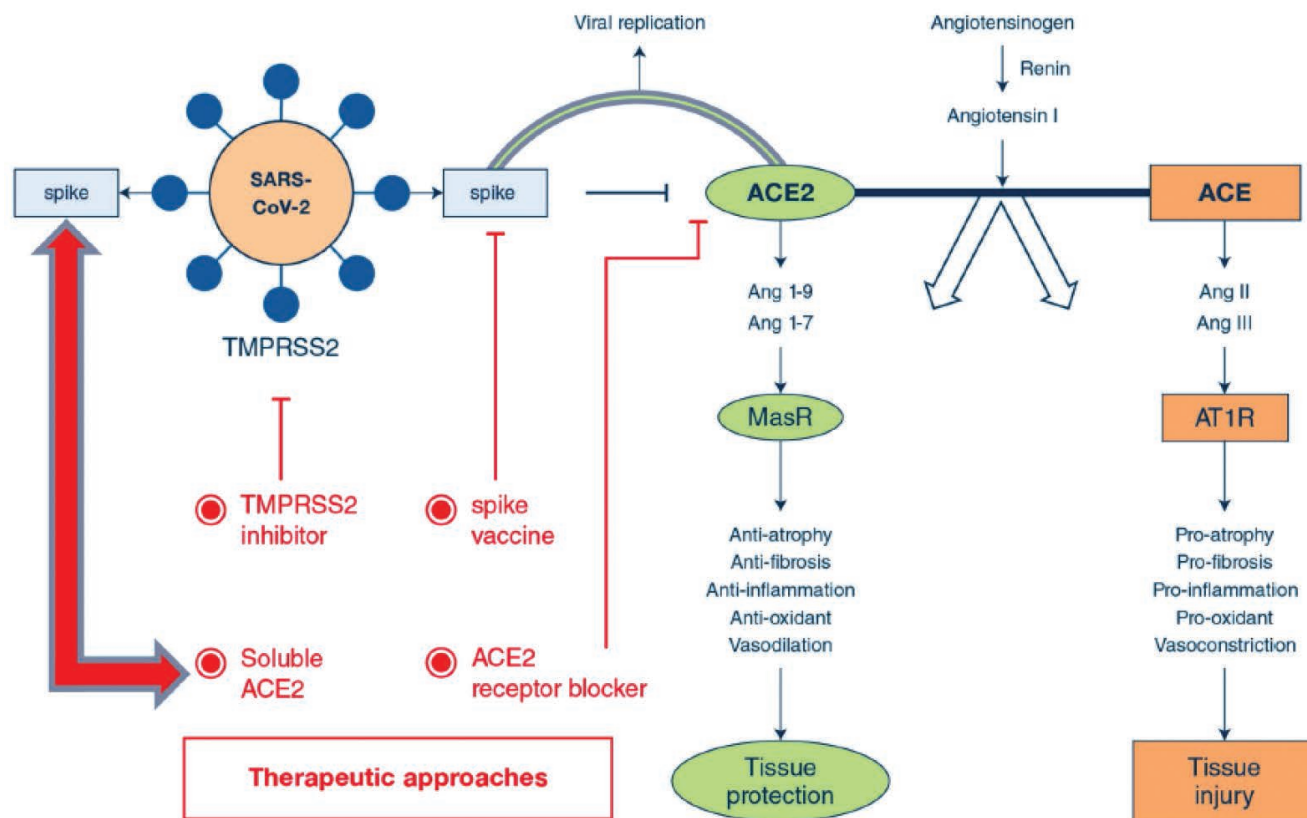 Viral replication
Angiotensinogen
Renin
Angiotensin I
spike
SARS-
CoV-2
spike
ACE2
ACE
TMPRSS2
Ang 1-9
Ang 1-7
Ang II
Ang III
MasR
AT1R
TMPRSS2
inhibitor
spike
vaccine
Anti-atrophy
Anti-fibrosis
Anti-inflammation
Anti-oxidant
Vasodilation
Pro-atrophy
Pro-fibrosis
Pro-inflammation
Pro-oxidant
Vasoconstriction
Soluble
ACE2
ACE2
receptor blocker
Therapeutic approaches
Tissue
protection
Tissue
injury